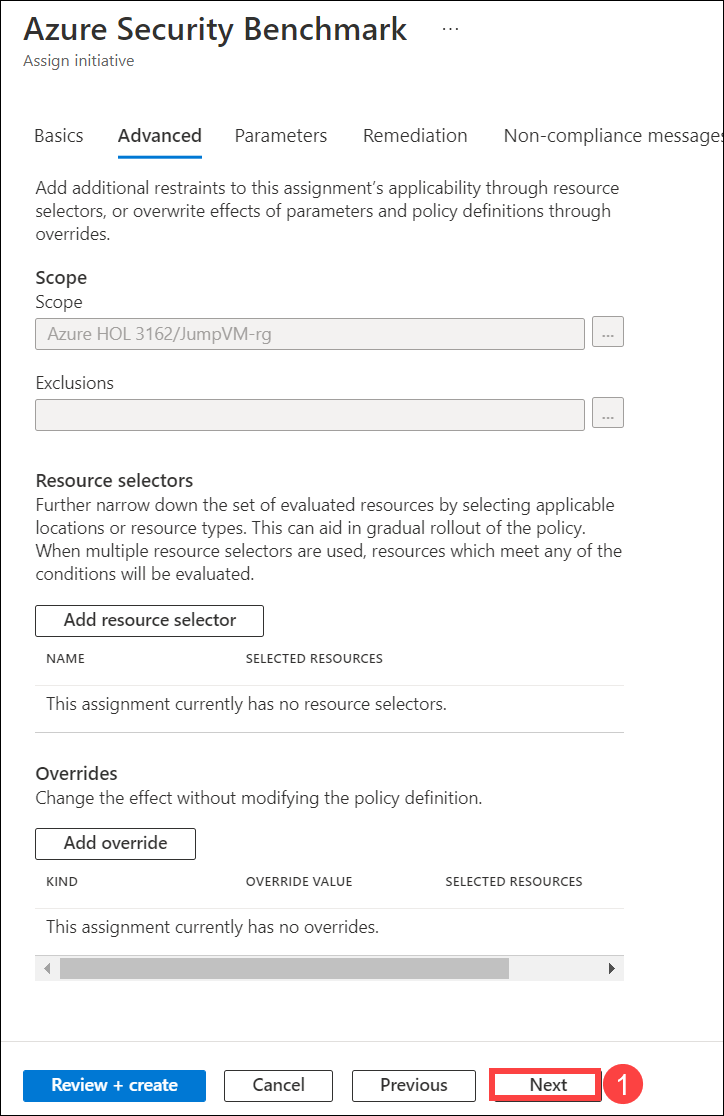 Azure Security Benchmark ...
Assign initiative
Basics Advanced Parameters Remediation Non-compliance messages
Add additional restraints to this assignment's applicability through resource
selectors, or overwrite effects of parameters and policy definitions through
overrides.
Scope
Scope
Azure HOL 3162/JumpVM-rg ...
Exclusions
...
Resource selectors
Further narrow down the set of evaluated resources by selecting applicable
locations or resource types. This can aid in gradual rollout of the policy.
When multiple resource selectors are used, resources which meet any of the
conditions will be evaluated.
Add resource selector
NAME SELECTED RESOURCES
This assignment currently has no resource selectors.
Overrides
Change the effect without modifying the policy definition.
Add override
KIND OVERRIDE VALUE SELECTED RESOURCES
This assignment currently has no overrides.
Review + create Cancel Previous Next 1